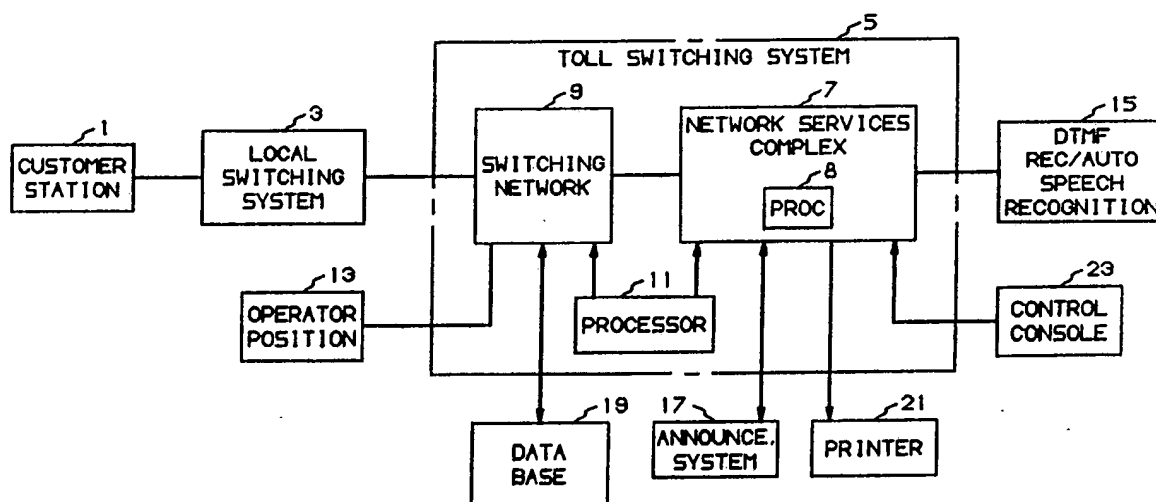 5
TOLL SWITCHING SYSTEM
1
CUSTOMER
STATION
3
LOCAL
SWITCHING
SYSTEM
9
SWITCHING
NETWORK
7
NETWORK SERVICES
COMPLEX
8
PROC
15
DTMF
REC/AUTO
SPEECH
RECOGNITION
13
OPERATOR
POSITION
11
PROCESSOR
23
CONTROL
CONSOLE
19
DATA
BASE
17
ANNOUNCE.
SYSTEM
21
PRINTER